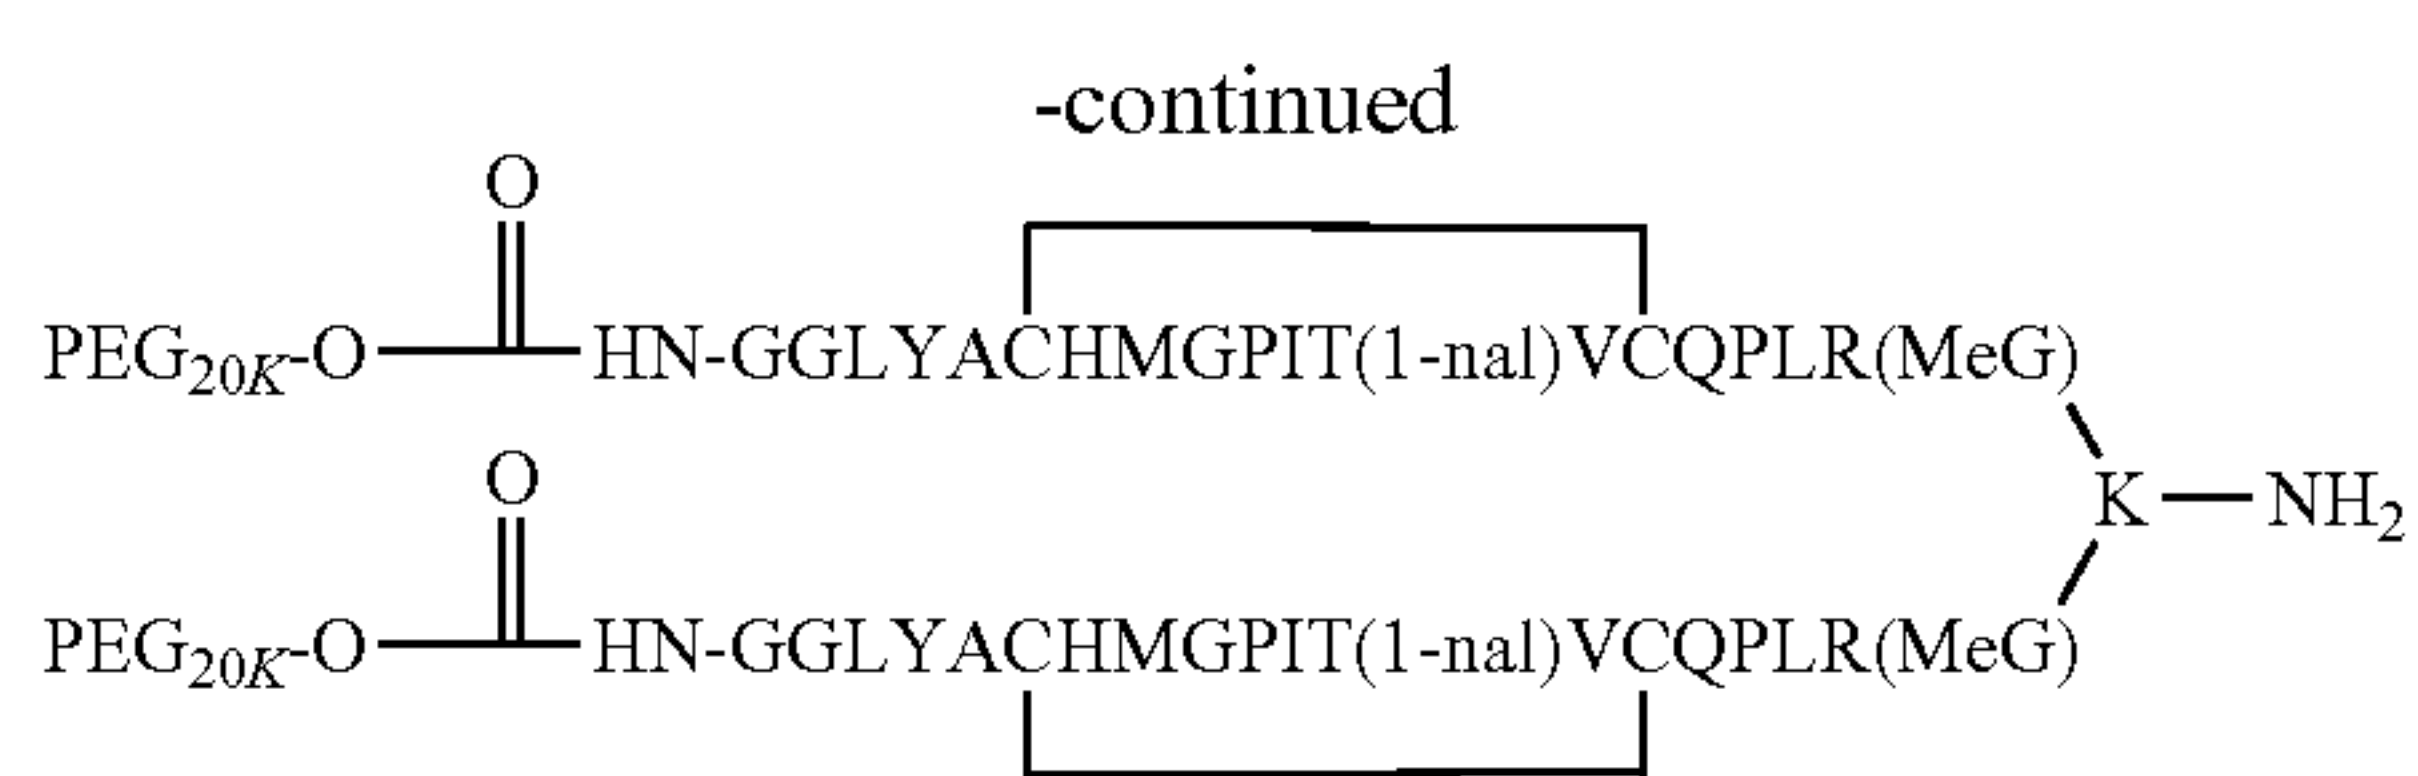 -continued
O
PEG20K-O HN-GGLYACHMGPIT(1-nal)VCQPLR(MeG)
O
K NH2
PEG20K-O HN-GGLYACHMGPIT(1-nal)VCQPLR(MeG)